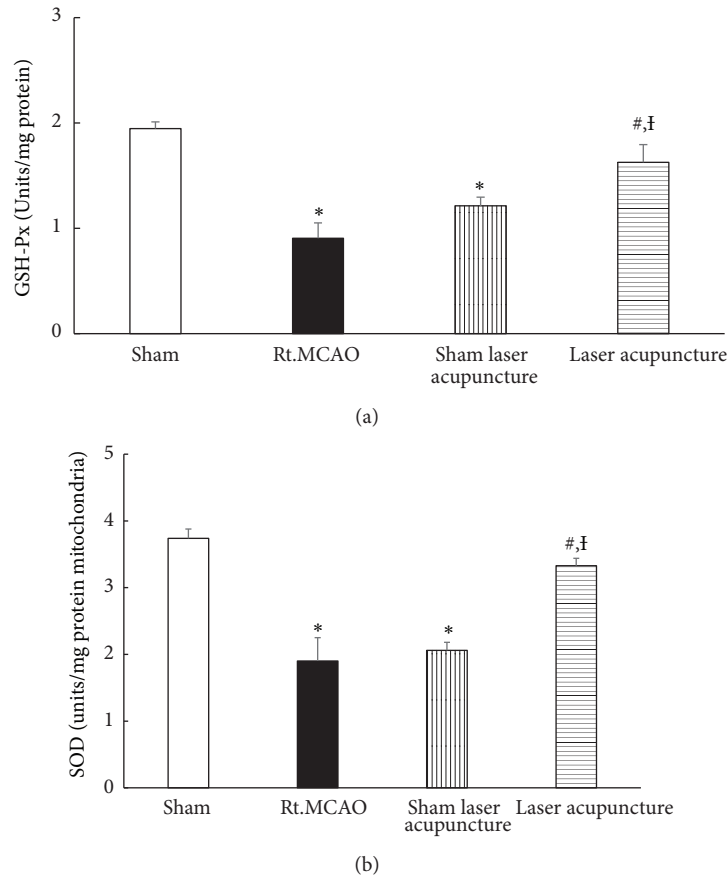 3
2
1
0
GSH-Px (Units/mg protein)
*
*
#,Ɨ
Sham
Rt.MCAO
Sham laser
acupuncture
Laser acupuncture
(a)
5
4
3
2
1
0
SOD (units/mg protein mitochondria)
*
*
#,Ɨ
Sham
Rt.MCAO
Sham laser
acupuncture
Laser acupuncture
(b)